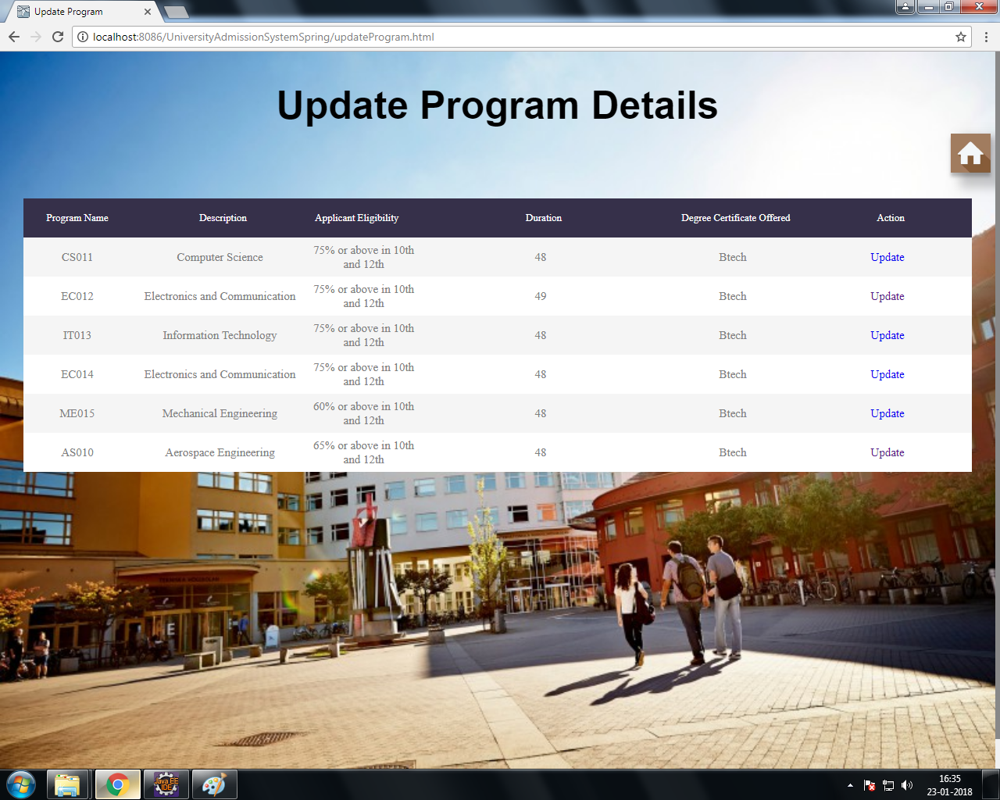 Update Program
localhost:8086/UniversityAdmissionSystemSpring/updateProgram.html
Update Program Details
Program Name Description Applicant Eligibility Duration Degree Certificate Offered Action
CS011 Computer Science 75% or above in 10th and 12th 48 Btech Update
EC012 Electronics and Communication 75% or above in 10th and 12th 49 Btech Update
IT013 Information Technology 75% or above in 10th and 12th 48 Btech Update
EC014 Electronics and Communication 75% or above in 10th and 12th 48 Btech Update
ME015 Mechanical Engineering 60% or above in 10th and 12th 48 Btech Update
AS010 Aerospace Engineering 65% or above in 10th and 12th 48 Btech Update
Java EE
IDE
16:35
23-01-2018